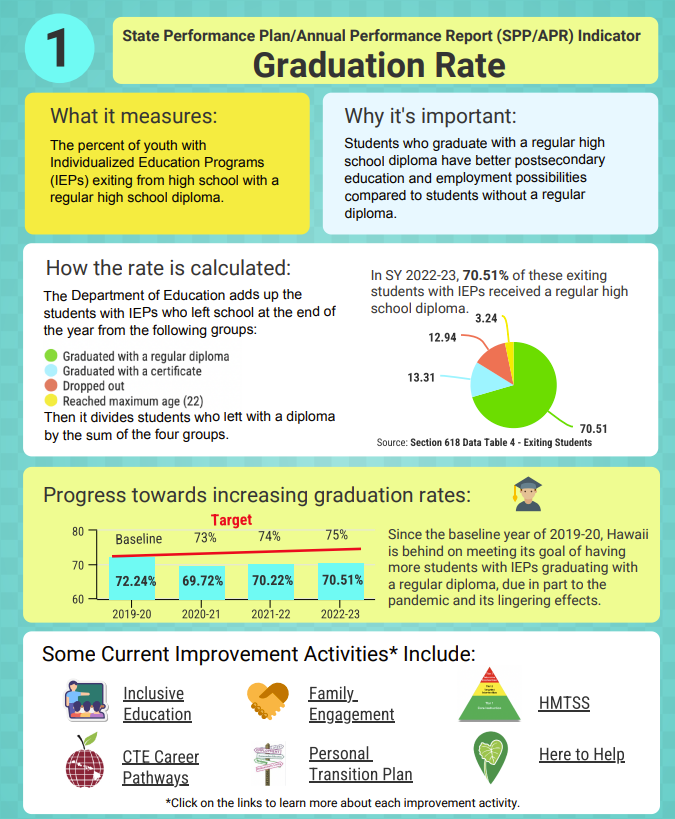 1
State Performance Plan/Annual Performance Report (SPP/APR) Indicator
Graduation Rate
What it measures:
The percent of youth with
Individualized Education Programs
(IEPs) exiting from high school with a
regular high school diploma.
Why it's important:
Students who graduate with a regular high
school diploma have better postsecondary
education and employment possibilities
compared to students without a regular
diploma.
How the rate is calculated:
The Department of Education adds up the
students with IEPs who left school at the end of
the year from the following groups:
Graduated with a regular diploma
Graduated with a certificate
Dropped out
Reached maximum age (22)
Then it divides students who left with a diploma
by the sum of the four groups.
In SY 2022-23, 70.51% of these exiting
students with IEPs received a regular high
school diploma.
3.24
12.94
13.31
70.51
Source: Section 618 Data Table 4 - Exiting Students
Progress towards increasing graduation rates:
Target
80
Baseline 73% 74% 75%
70
72.24% 69.72% 70.22% 70.51%
60
2019-20 2020-21 2021-22 2022-23
Since the baseline year of 2019-20, Hawaii
is behind on meeting its goal of having
more students with IEPs graduating with
a regular diploma, due in part to the
pandemic and its lingering effects.
Some Current Improvement Activities* Include:
Inclusive
Education
Family
Engagement
HMTSS
CTE Career
Pathways
Personal
Transition Plan
Here to Help
*Click on the links to learn more about each improvement activity.